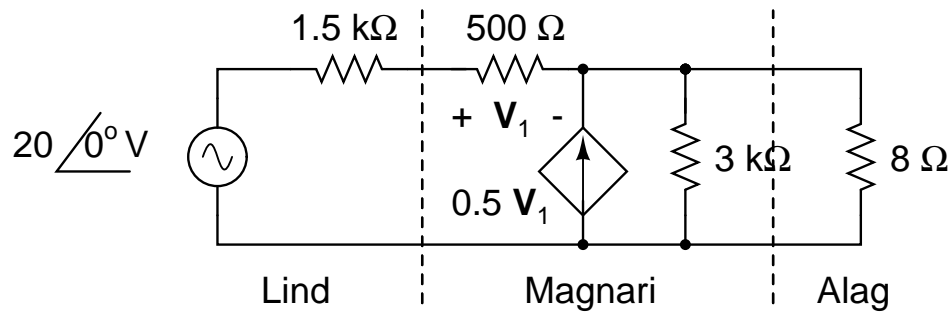 1.5 kΩ 500 Ω
+ V₁ -
20 ∠0° V
3 kΩ 8 Ω
0.5 V₁
Lind Magnari Alag